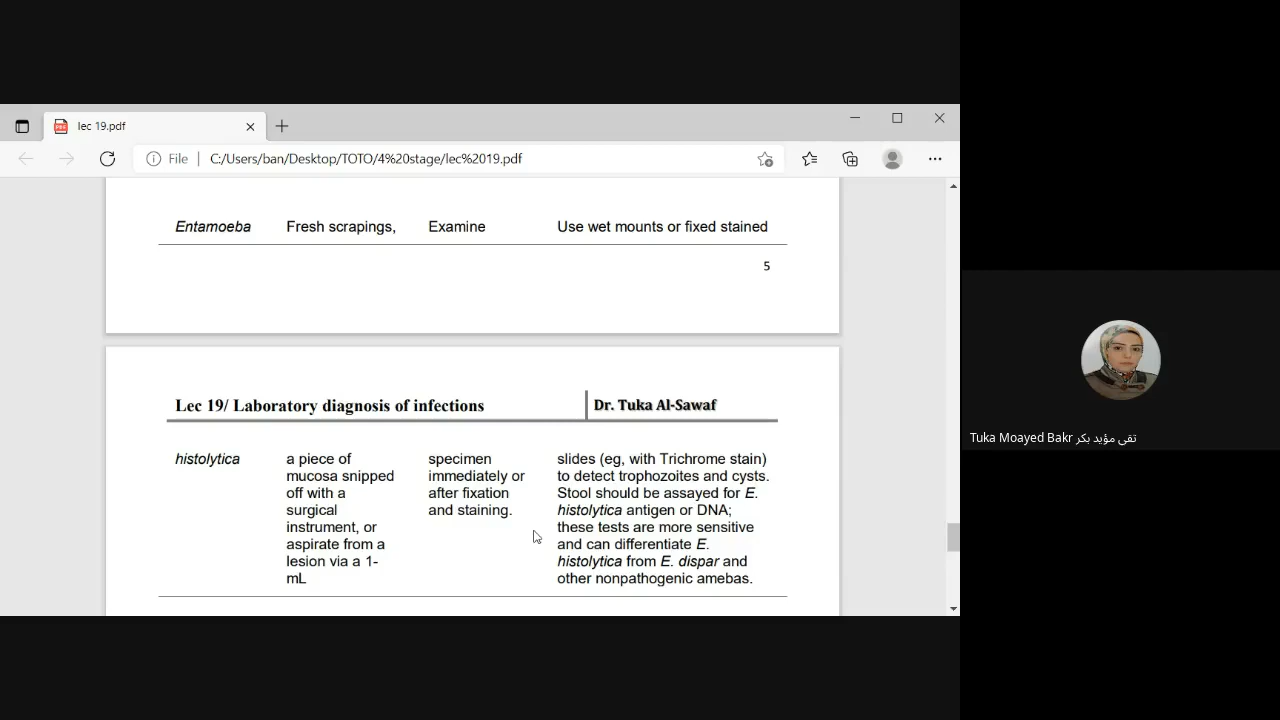 lec 19.pdf
File
C:/Users/ban/Desktop/TOTO/4%20stage/lec%2019.pdf
Entamoeba Fresh scrapings, Examine Use wet mounts or fixed stained
5
Lec 19/ Laboratory diagnosis of infections
Dr. Tuka Al-Sawaf
histolytica
a piece of
mucosa snipped
off with a
surgical
instrument, or
aspirate from a
lesion via a 1-
mL
specimen
immediately or
after fixation
and staining.
slides (eg, with Trichrome stain)
to detect trophozoites and cysts.
Stool should be assayed for E.
histolytica antigen or DNA;
these tests are more sensitive
and can differentiate E.
histolytica from E. dispar and
other nonpathogenic amebas.
Tuka Moayed Bakr تقى مؤيد بكر